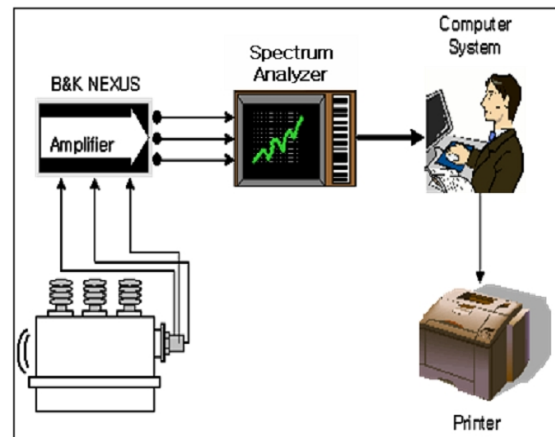 Computer
System
Spectrum
Analyzer
B&K NEXUS
Amplifier
Printer